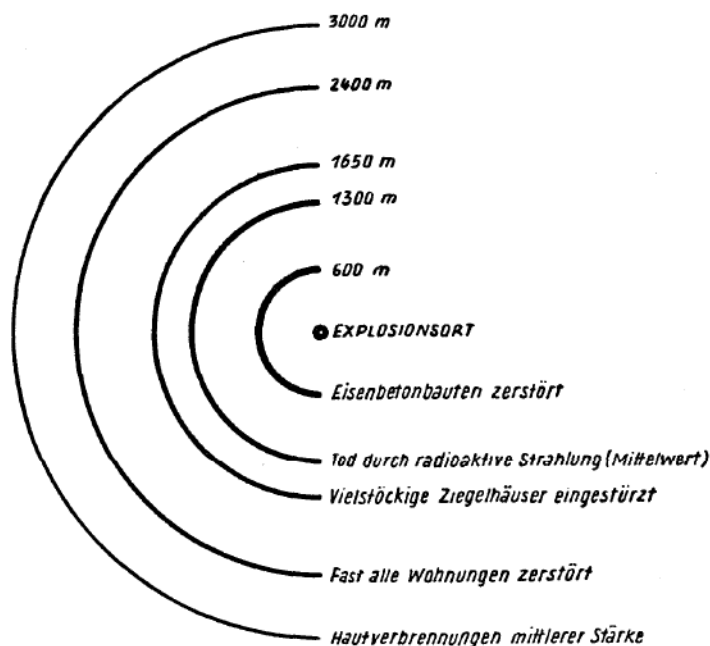 3000 m
2400 m
1650 m
1300 m
600 m
EXPLOSIONSORT
Eisenbetonbauten zerstört
Tod durch radioaktive Strahlung (Mittelwert)
Vielstöckige Ziegelhäuser eingestürzt
Fast alle Wohnungen zerstört
Hautverbrennungen mittlerer Stärke